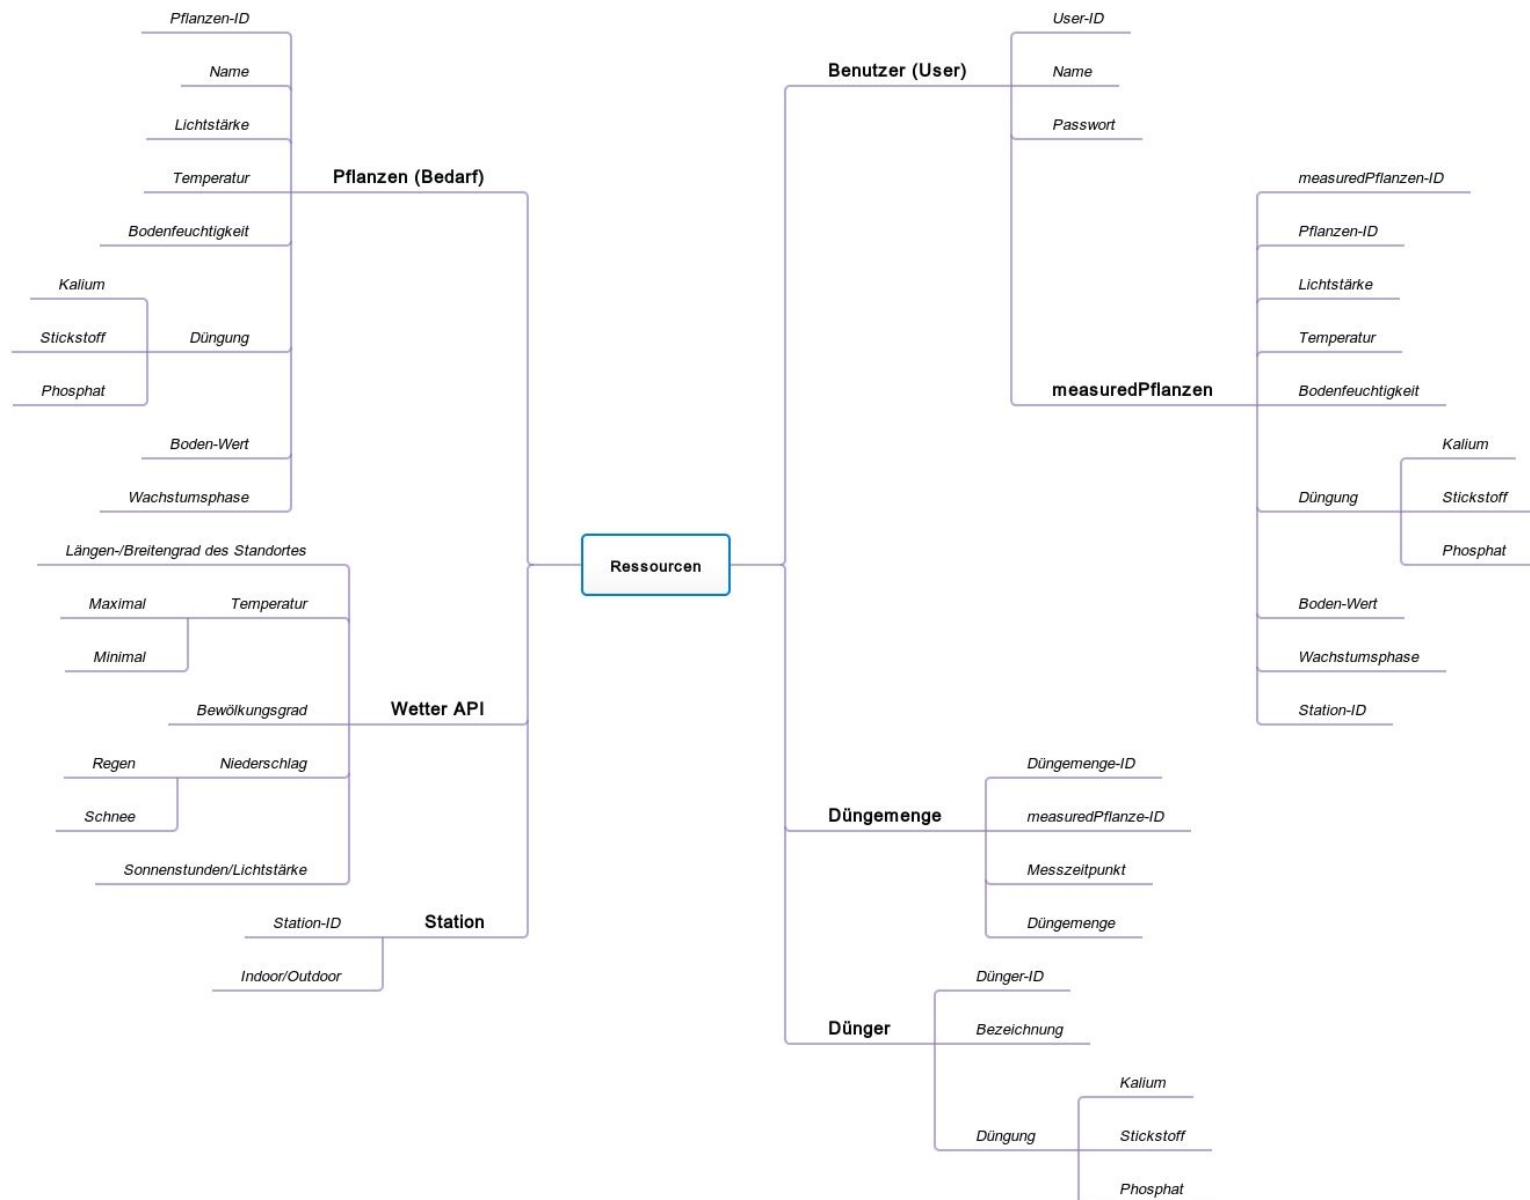 Ressourcen
Pflanzen (Bedarf)
Pflanzen-ID
Name
Lichtstärke
Temperatur
Bodenfeuchtigkeit
Düngung
Kalium
Stickstoff
Phosphat
Boden-Wert
Wachstumsphase
Wetter API
Längen-/Breitengrad des Standortes
Temperatur
Maximal
Minimal
Bewölkungsgrad
Niederschlag
Regen
Schnee
Sonnenstunden/Lichtstärke
Station
Station-ID
Indoor/Outdoor
Benutzer (User)
User-ID
Name
Passwort
measuredPflanzen
measuredPflanzen-ID
Pflanzen-ID
Lichtstärke
Temperatur
Bodenfeuchtigkeit
Düngung
Kalium
Stickstoff
Phosphat
Boden-Wert
Wachstumsphase
Station-ID
Düngemenge
Düngemenge-ID
measuredPflanze-ID
Messzeitpunkt
Düngemenge
Dünger
Dünger-ID
Bezeichnung
Düngung
Kalium
Stickstoff
Phosphat